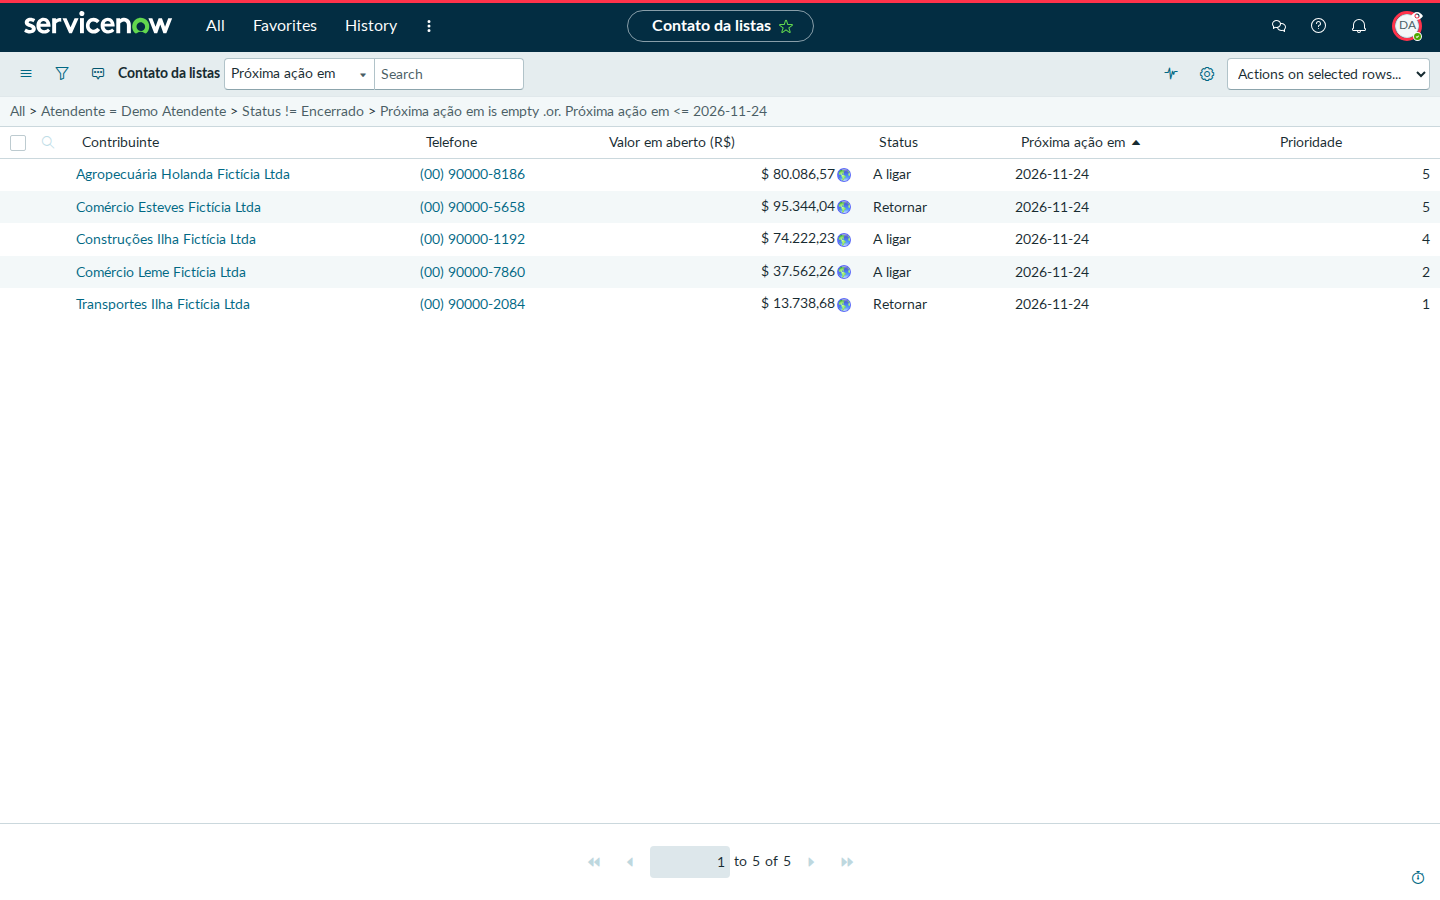 servicenow All Favorites History Contato da listas DA
Contato da listas Próxima ação em Search Actions on selected rows...
All > Atendente = Demo Atendente > Status != Encerrado > Próxima ação em is empty .or. Próxima ação em <= 2026-11-24
Contribuinte Telefone Valor em aberto (R$) Status Próxima ação em Prioridade
Agropecuária Holanda Fictícia Ltda (00) 90000-8186 $ 80.086,57 A ligar 2026-11-24 5
Comércio Esteves Fictícia Ltda (00) 90000-5658 $ 95.344,04 Retornar 2026-11-24 5
Construções Ilha Fictícia Ltda (00) 90000-1192 $ 74.222,23 A ligar 2026-11-24 4
Comércio Leme Fictícia Ltda (00) 90000-7860 $ 37.562,26 A ligar 2026-11-24 2
Transportes Ilha Fictícia Ltda (00) 90000-2084 $ 13.738,68 Retornar 2026-11-24 1
1 to 5 of 5